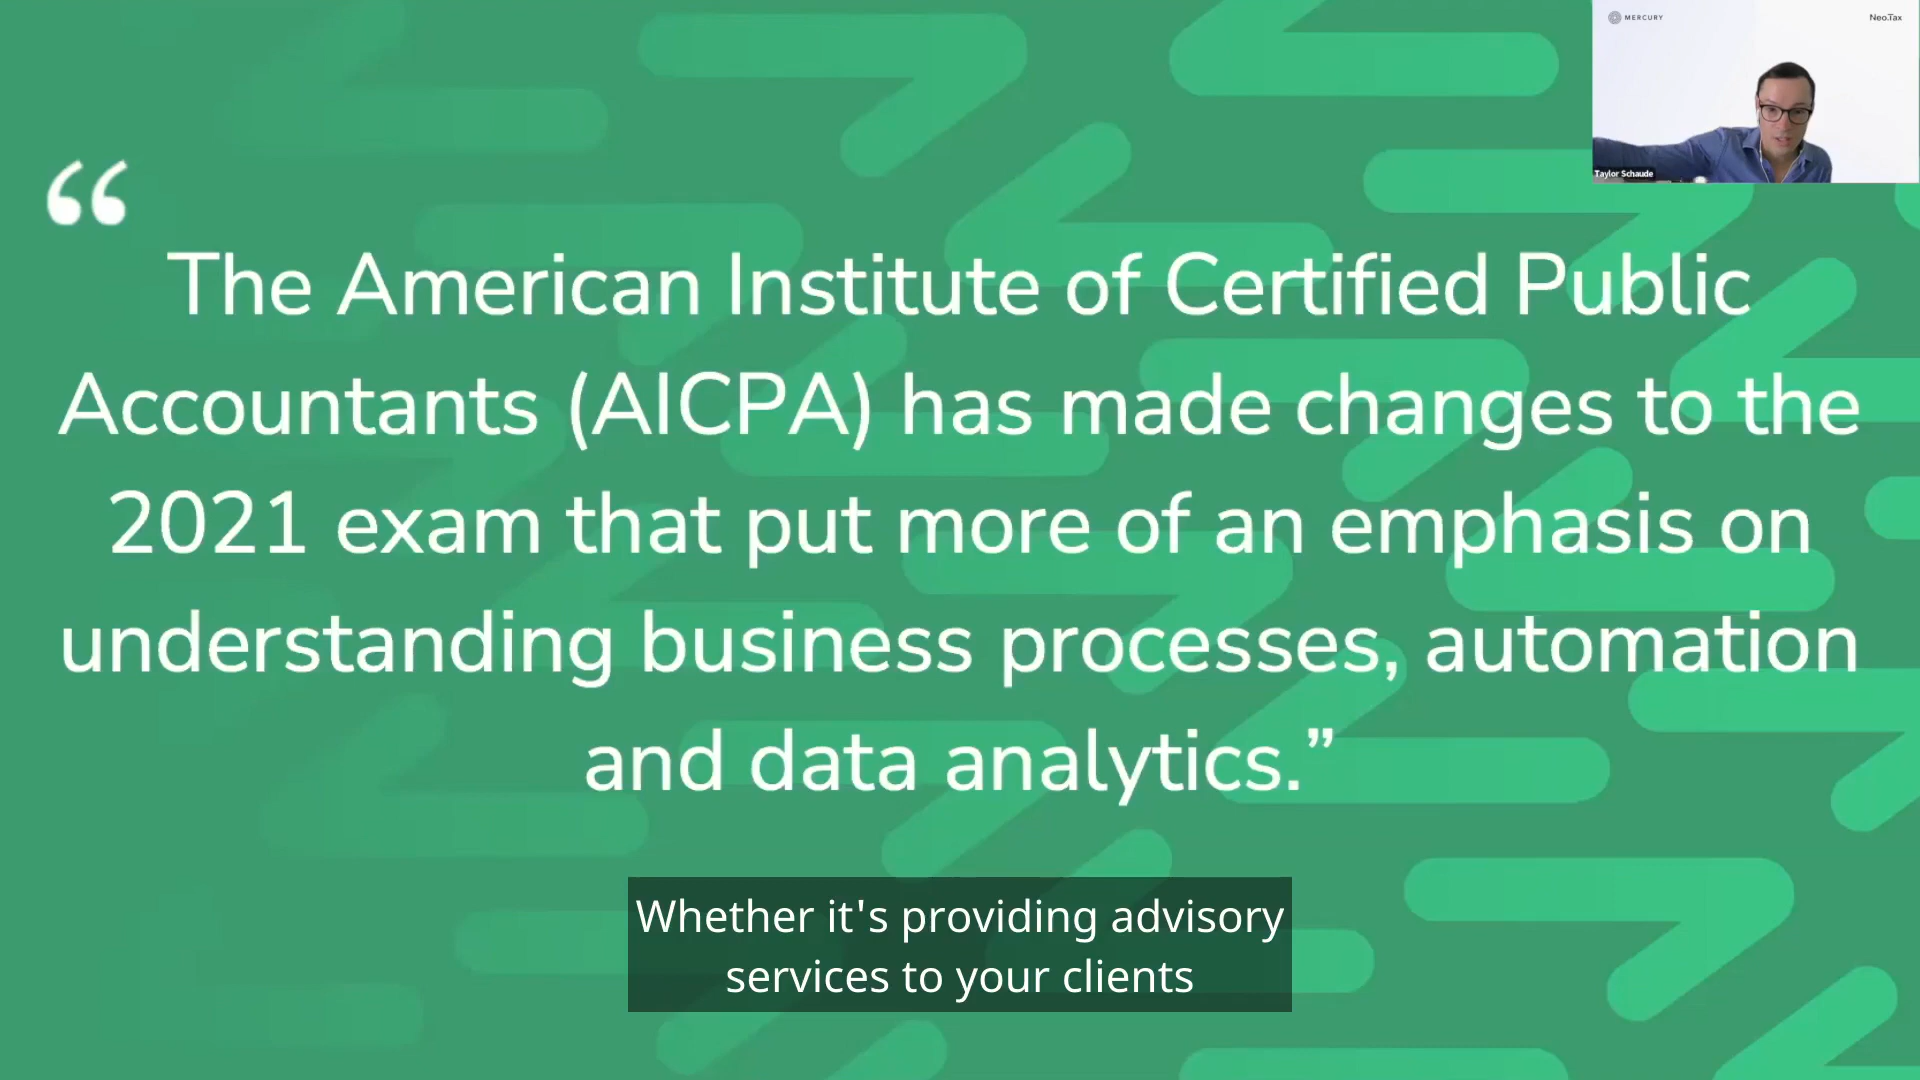 MERCURY
Neo.Tax
Taylor Schaude
“
The American Institute of Certified Public
Accountants (AICPA) has made changes to the
2021 exam that put more of an emphasis on
understanding business processes, automation
and data analytics.”
Whether it's providing advisory
services to your clients